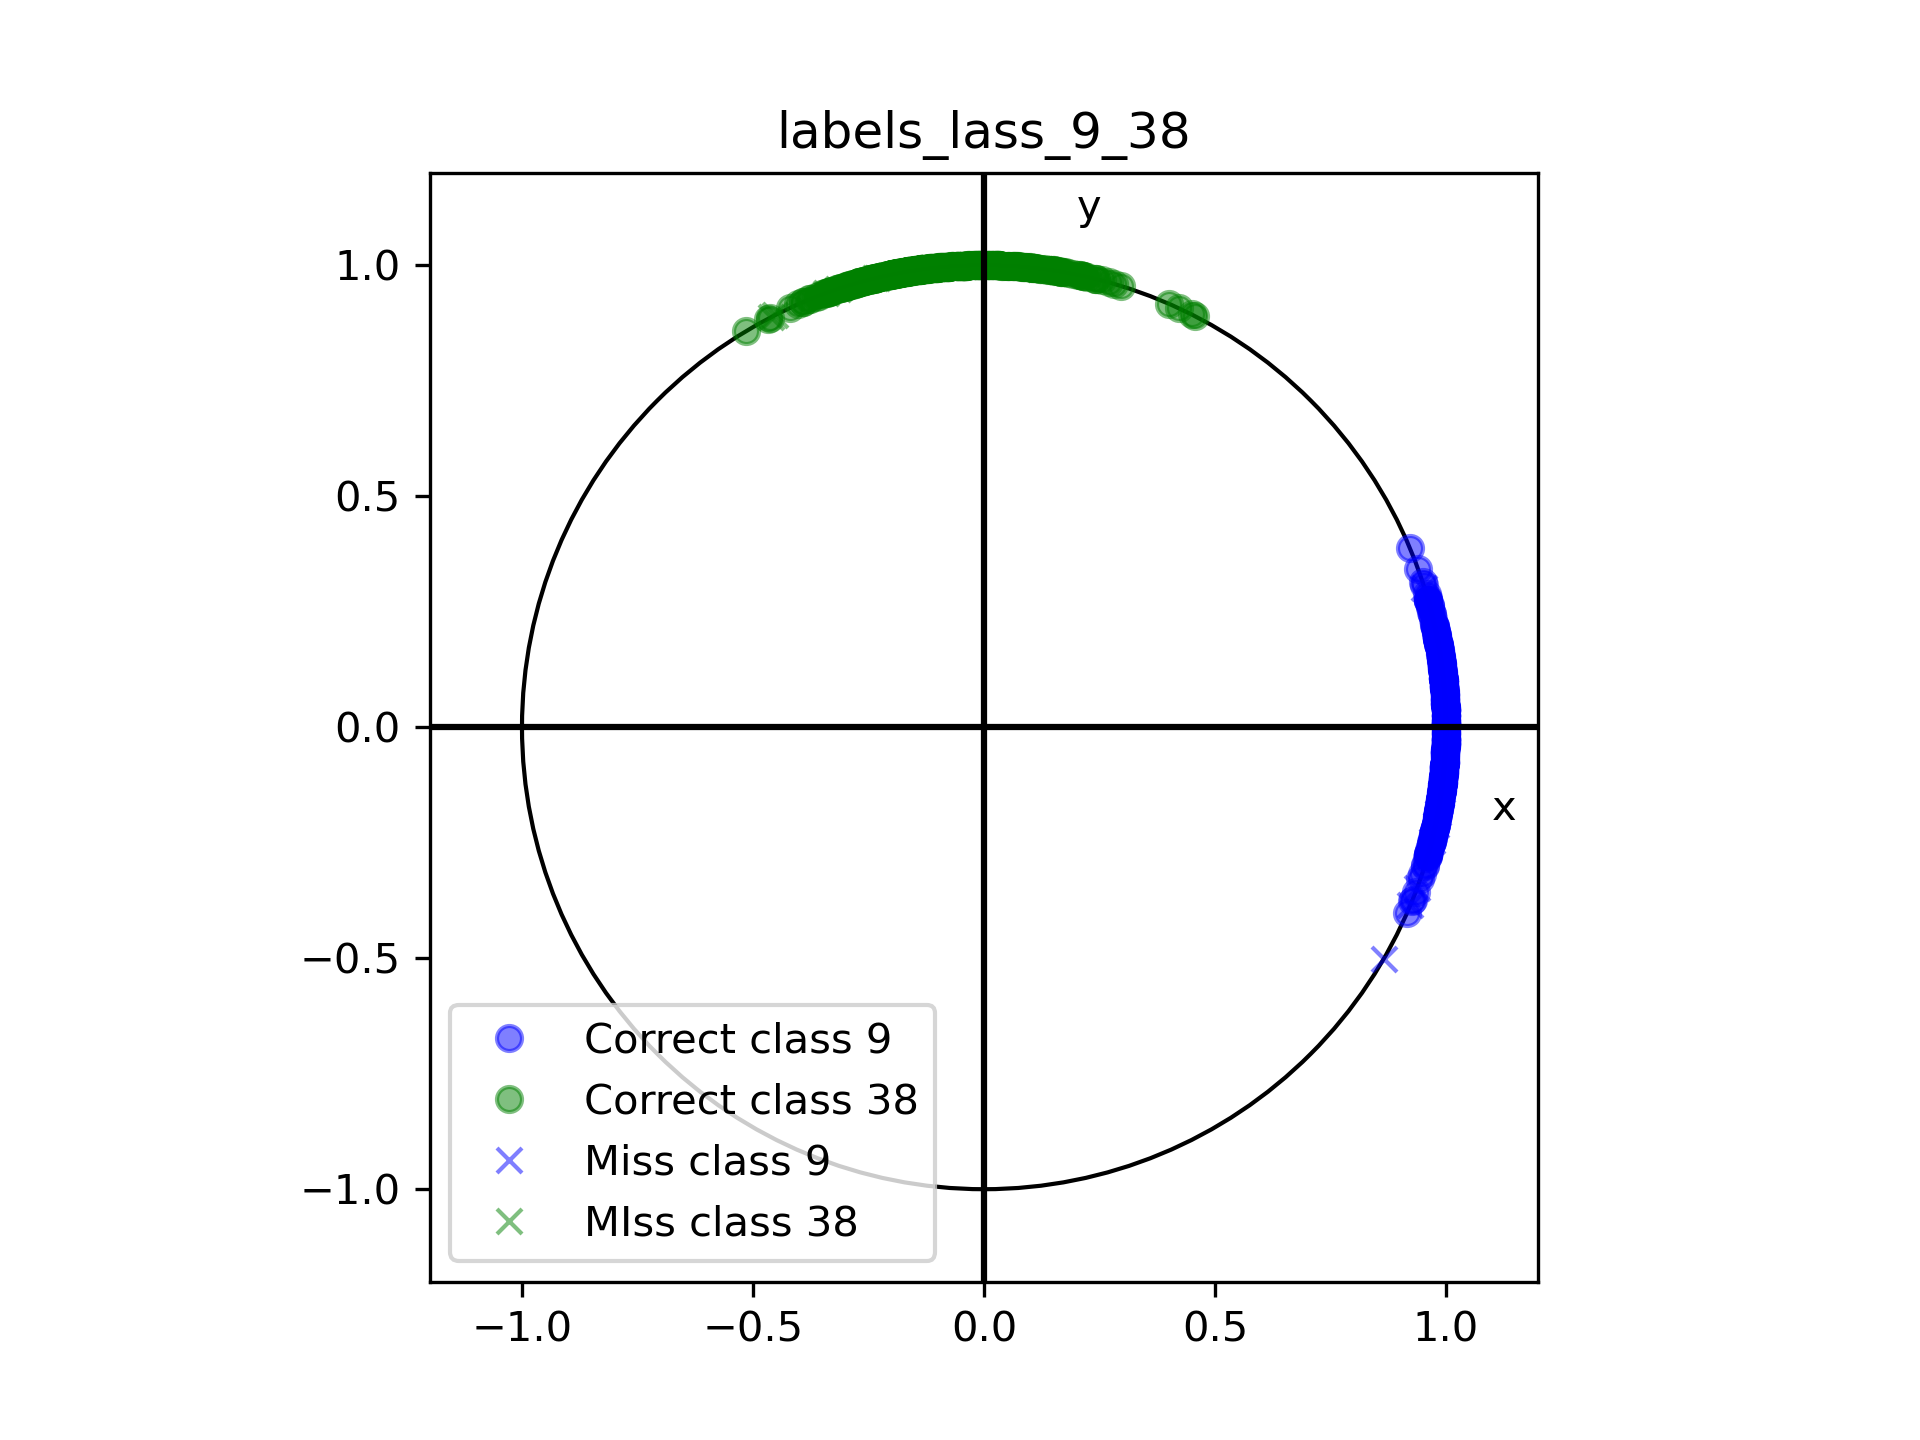 labels_lass_9_38
y
1.0
0.5
0.0
x
−0.5
−1.0
Correct class 9
Correct class 38
Miss class 9
MIss class 38
−1.0 −0.5 0.0 0.5 1.0